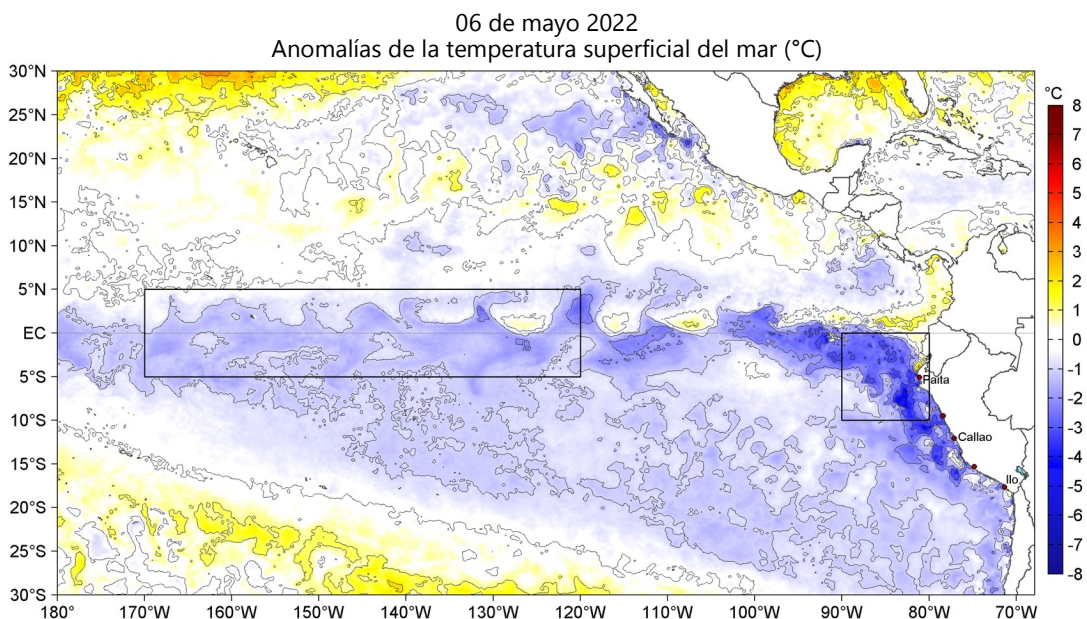 06 de mayo 2022
Anomalías de la temperatura superficial del mar (°C)
30°N
25°N
20°N
15°N
10°N
5°N
EC
5°S
10°S
15°S
20°S
25°S
30°S
180
170°W
160°W
150°W
140°W
130°W
120°W
110°W
100°W
90°W
80°W
70°W
Paita
Callao
Ilo
°C
8
7
6
5
4
3
2
1
0
-1
-2
-3
-4
-5
-6
-7
-8